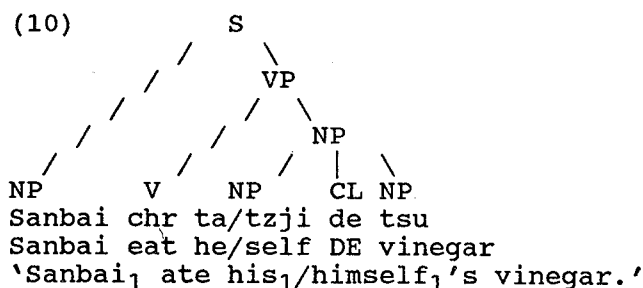 (10) S
VP
NP
NP V NP CL NP
Sanbai chr ta/tzji de tsu
Sanbai eat he/self DE vinegar
‘Sanbai₁ ate his₁/himself₁'s vinegar.’